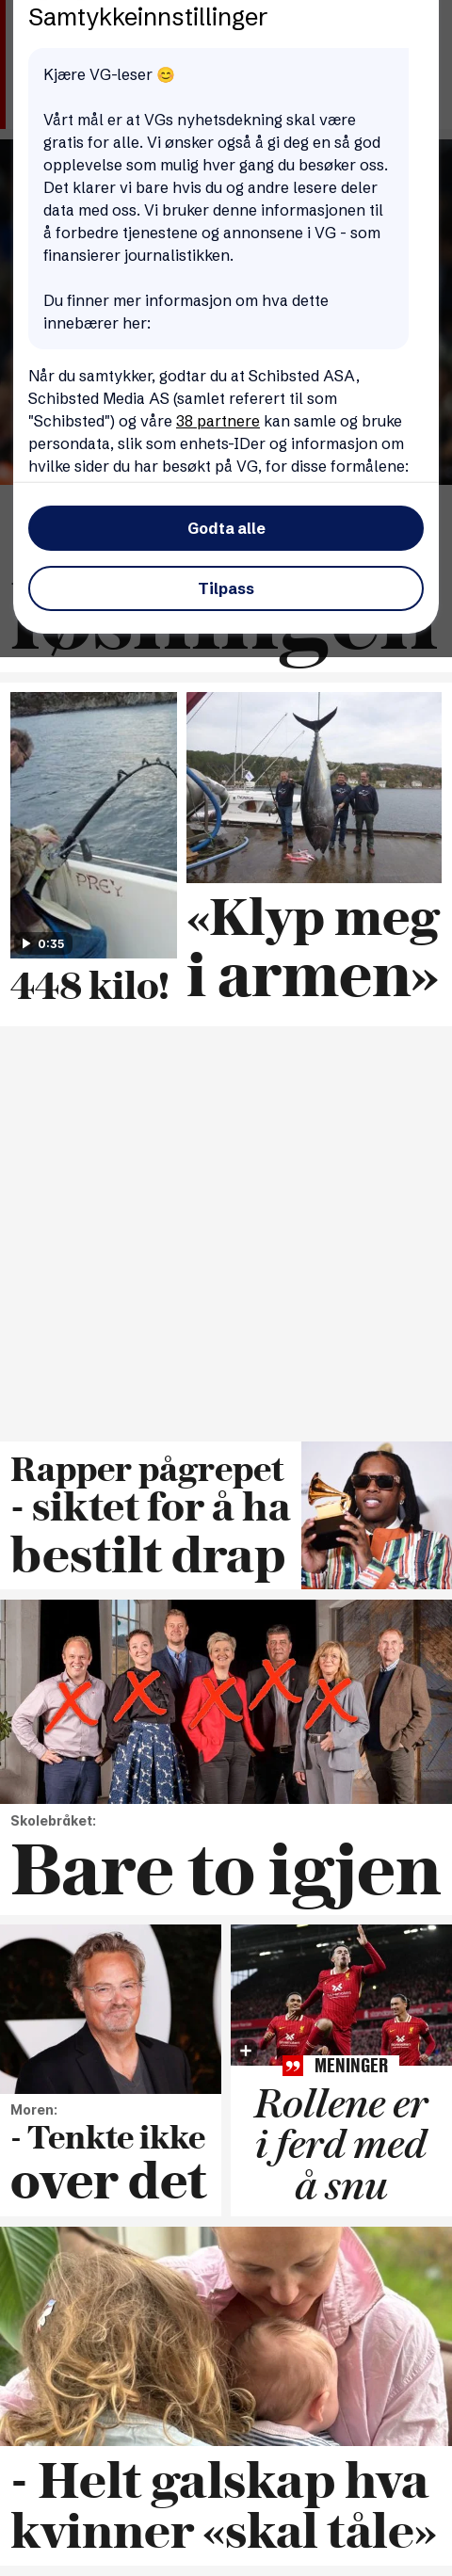 Samtykkeinnstillinger
Kjære VG-leser 😊
Vårt mål er at VGs nyhetsdekning skal være
gratis for alle. Vi ønsker også å gi deg en så god
opplevelse som mulig hver gang du besøker oss.
Det klarer vi bare hvis du og andre lesere deler
data med oss. Vi bruker denne informasjonen til
å forbedre tjenestene og annonsene i VG - som
finansierer journalistikken.
Du finner mer informasjon om hva dette
innebærer her:
Når du samtykker, godtar du at Schibsted ASA,
Schibsted Media AS (samlet referert til som
"Schibsted") og våre 38 partnere kan samle og bruke
persondata, slik som enhets-IDer og informasjon om
hvilke sider du har besøkt på VG, for disse formålene:
Godta alle
Tilpass
løsningen
PREY
0:35
448 kilo!
«Klyp meg
i armen»
Rapper pågrepet
- siktet for å ha
bestilt drap
Skolebråket:
Bare to igjen
Moren:
- Tenkte ikke
over det
MENINGER
Rollene er
i ferd med
å snu
- Helt galskap hva
kvinner «skal tåle»